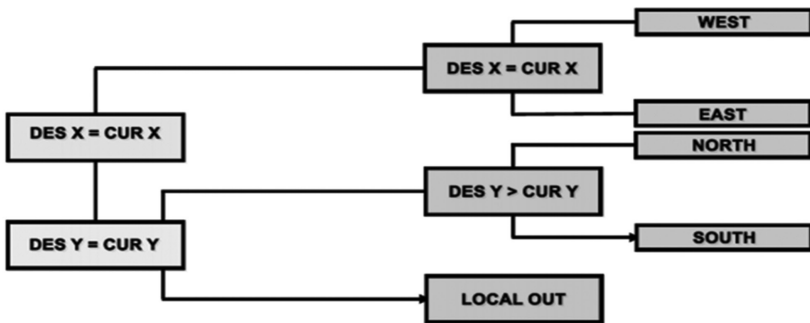 WEST
DES X = CUR X
EAST
DES X = CUR X
NORTH
DES Y > CUR Y
DES Y = CUR Y
SOUTH
LOCAL OUT